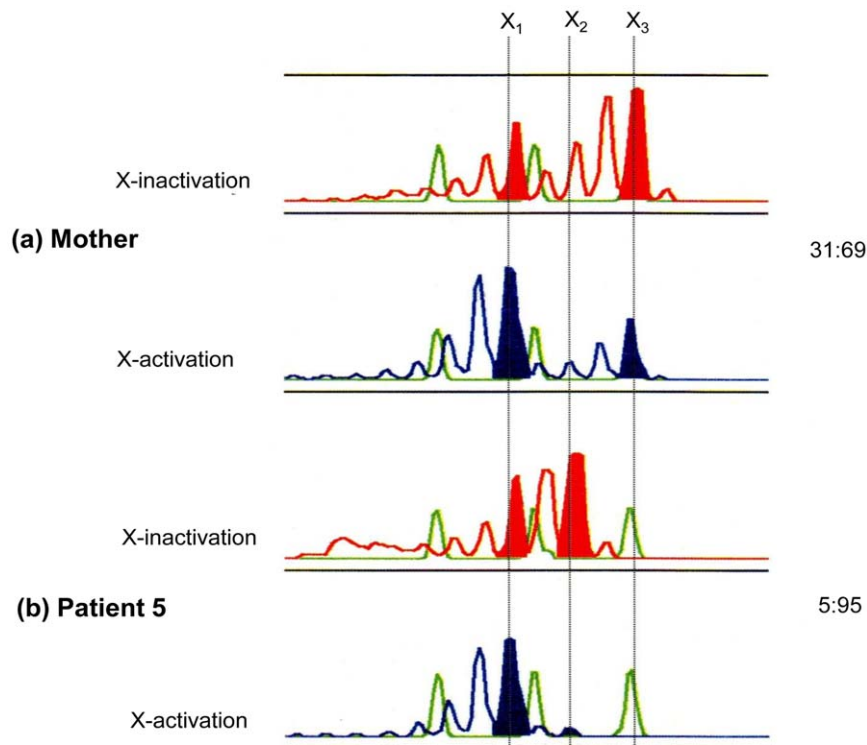 X1 X2 X3
X-inactivation
(a) Mother
31:69
X-activation
X-inactivation
(b) Patient 5
5:95
X-activation